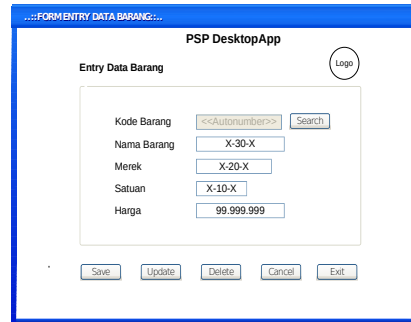 ..::FORM ENTRY DATA BARANG::..
PSP DesktopApp
Logo
Entry Data Barang
Kode Barang <<Autonumber>> Search
Nama Barang X-30-X
Merek X-20-X
Satuan X-10-X
Harga 99.999.999
Save Update Delete Cancel Exit